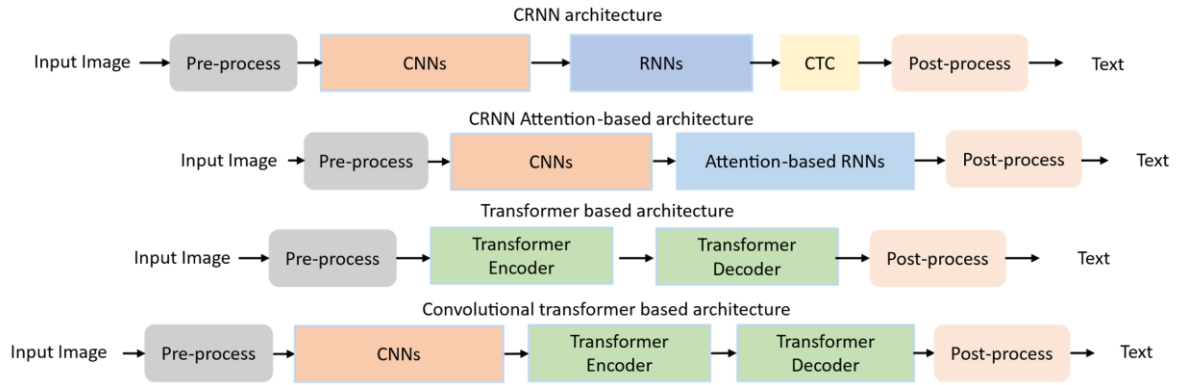 CRNN architecture
Input Image Pre-process CNNs RNNs CTC Post-process Text
CRNN Attention-based architecture
Input Image Pre-process CNNs Attention-based RNNs Post-process Text
Transformer based architecture
Input Image Pre-process Transformer Encoder Transformer Decoder Post-process Text
Convolutional transformer based architecture
Input Image Pre-process CNNs Transformer Encoder Transformer Decoder Post-process Text